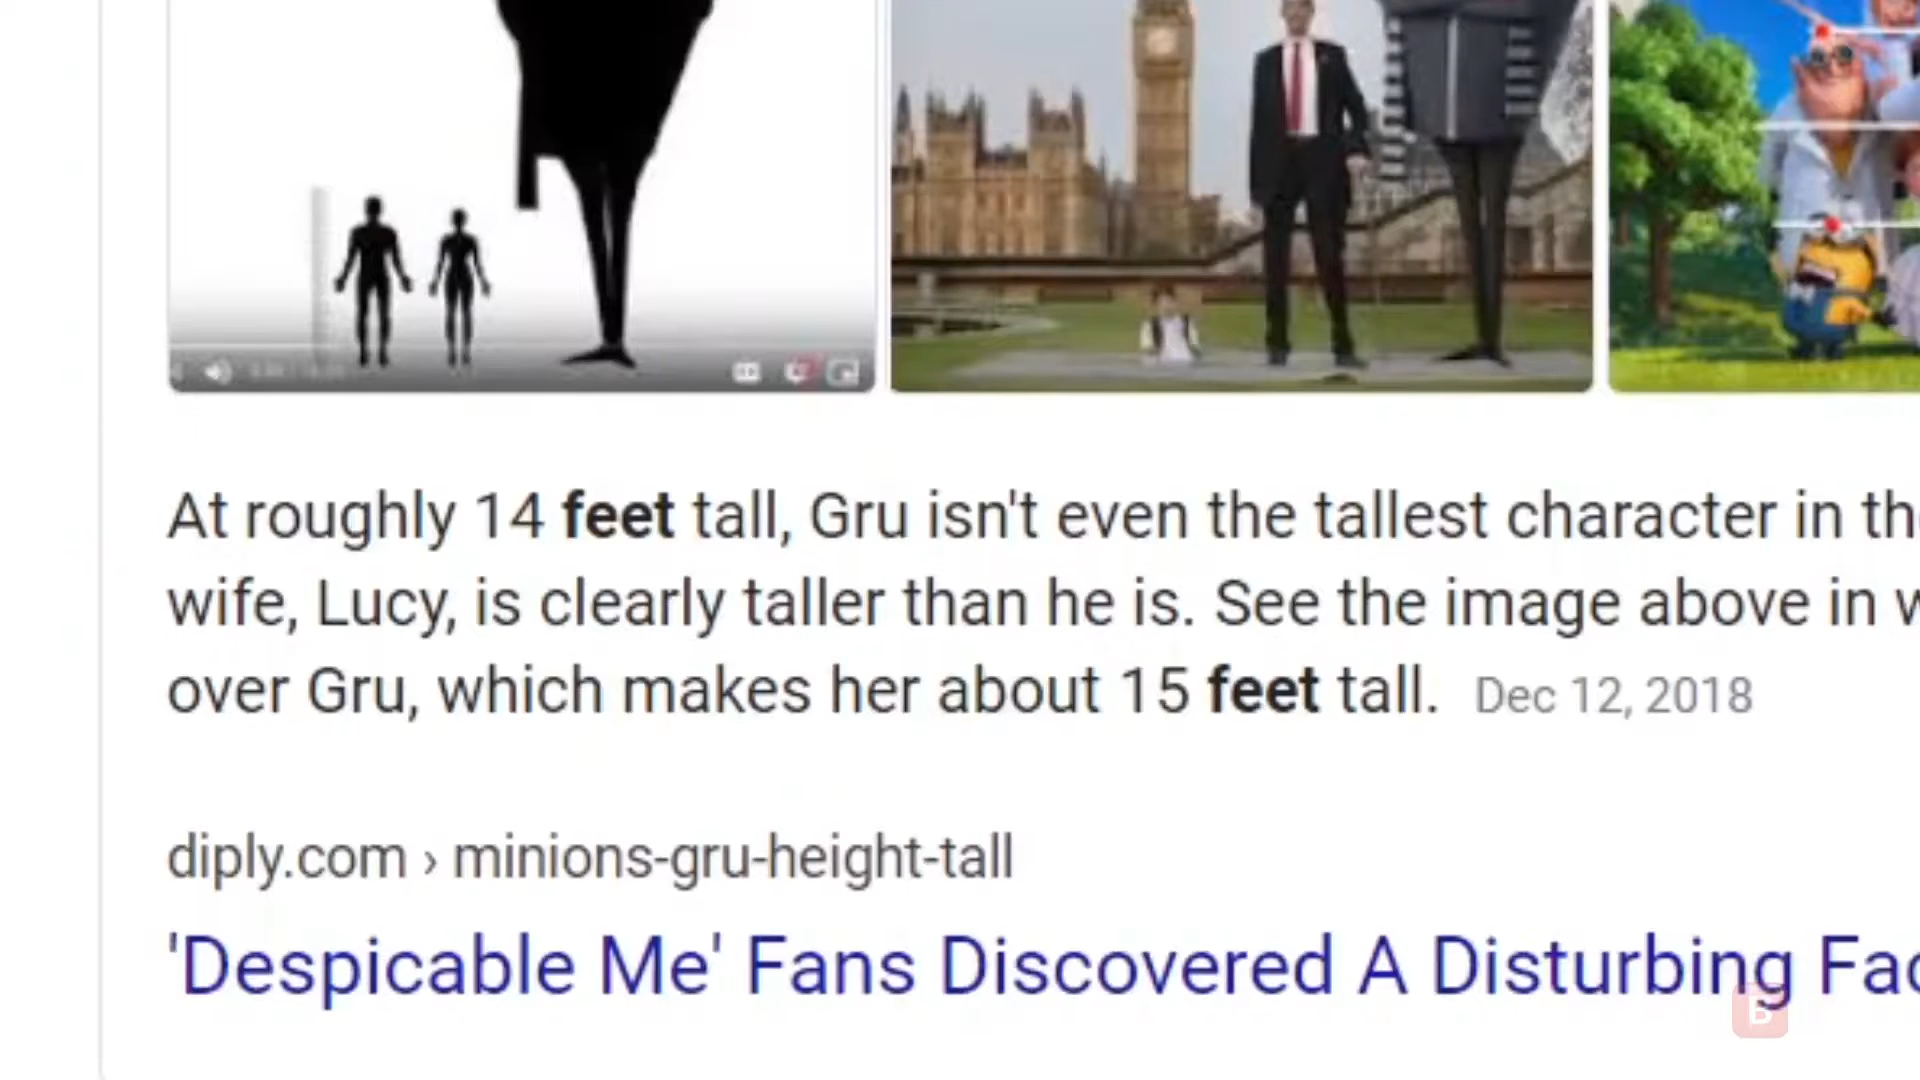 At roughly 14 feet tall, Gru isn't even the tallest character in th
wife, Lucy, is clearly taller than he is. See the image above in w
over Gru, which makes her about 15 feet tall. Dec 12, 2018
diply.com › minions-gru-height-tall
'Despicable Me' Fans Discovered A Disturbing Fac
B